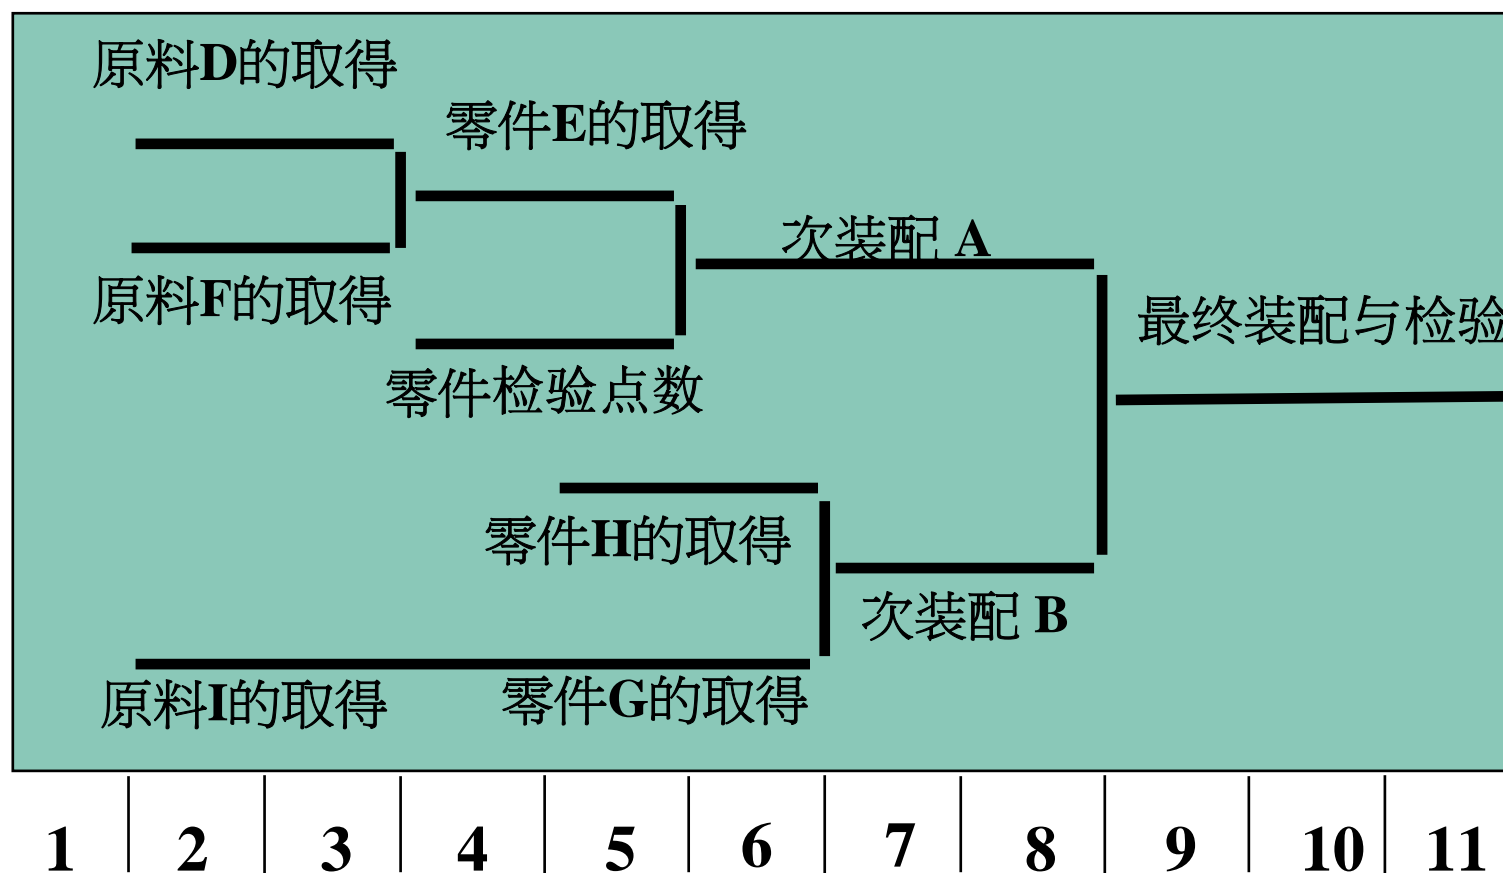 原料D的取得
零件E的取得
次装配 A
原料F的取得
最终装配与检验
零件检验点数
零件H的取得
次装配 B
原料I的取得
零件G的取得
1 2 3 4 5 6 7 8 9 10 11